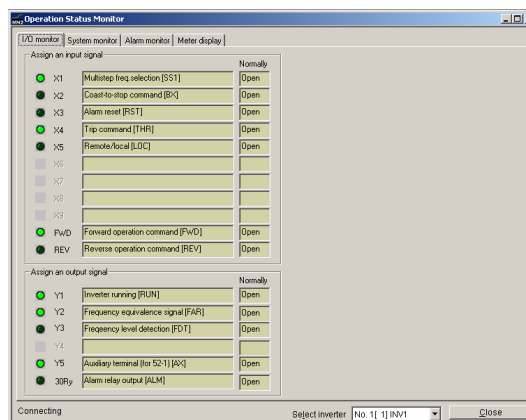 MN2 Operation Status Monitor
I/O monitor System monitor Alarm monitor Meter display
Assign an input signal
Normally
X1 Multistep freq.selection [SS1] Open
X2 Coast-to-stop command [BX] Open
X3 Alarm reset [RST] Open
X4 Trip command [THR] Open
X5 Remote/local [LOC] Open
X6
X7
X8
X9
FWD Forward operation command [FWD] Open
REV Reverse operation command [REV] Open
Assign an output signal
Normally
Y1 Inverter running [RUN] Open
Y2 Frequency equivalence signal [FAR] Open
Y3 Freqeency level detection [FDT] Open
Y4
Y5 Auxiliary terminal (for 52-1) [AX] Open
30Ry Alarm relay output [ALM] Open
Connecting
Select inverter No. 1[ 1] INV1 Close